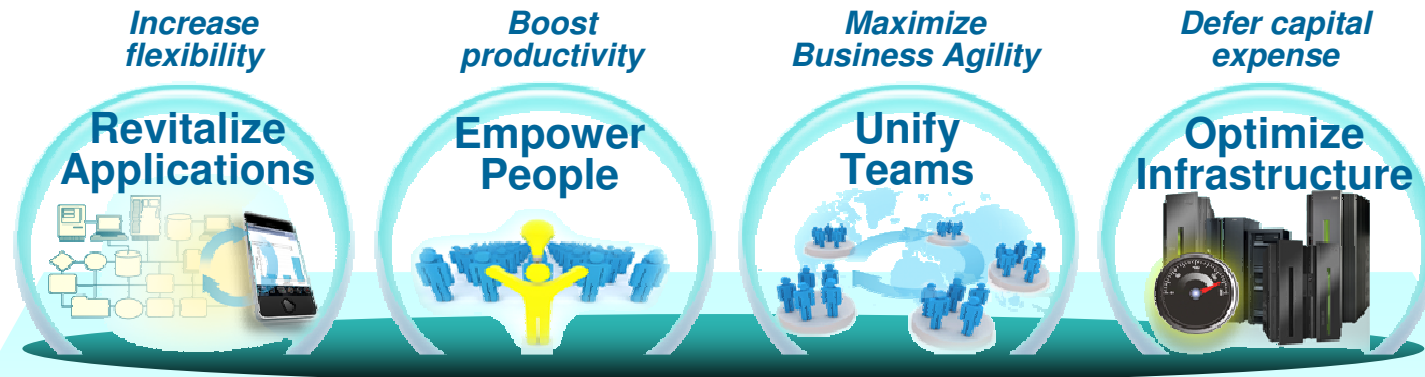 Increase
flexibility
Revitalize
Applications
Boost
productivity
Empower
People
Maximize
Business Agility
Unify
Teams
Defer capital
expense
Optimize
Infrastructure